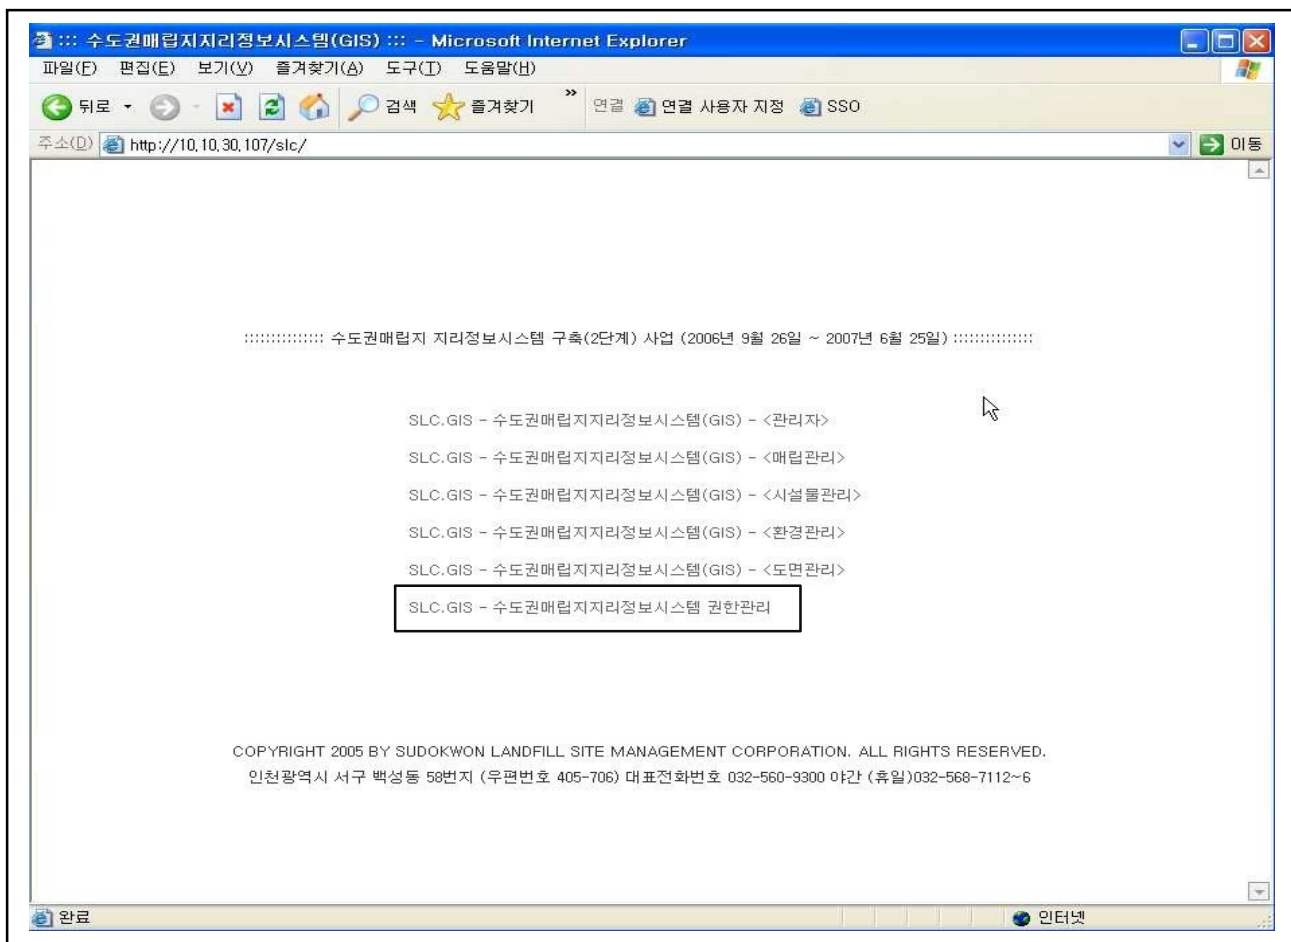 ::: 수도권매립지지리정보시스템(GIS) ::: - Microsoft Internet Explorer
파일(F) 편집(E) 보기(V) 즐겨찾기(A) 도구(T) 도움말(H)
뒤로 검색 즐겨찾기 » 연결 연결 사용자 지정 SSO
주소(D) http://10.10.30.107/slc/ 이동
::::::::::::::: 수도권매립지 지리정보시스템 구축(2단계) 사업 (2006년 9월 26일 ~ 2007년 6월 25일) :::::::::::::::
SLC.GIS - 수도권매립지지리정보시스템(GIS) - <관리자>
SLC.GIS - 수도권매립지지리정보시스템(GIS) - <매립관리>
SLC.GIS - 수도권매립지지리정보시스템(GIS) - <시설물관리>
SLC.GIS - 수도권매립지지리정보시스템(GIS) - <환경관리>
SLC.GIS - 수도권매립지지리정보시스템(GIS) - <도면관리>
SLC.GIS - 수도권매립지지리정보시스템 권한관리
COPYRIGHT 2005 BY SUDOKWON LANDFILL SITE MANAGEMENT CORPORATION. ALL RIGHTS RESERVED.
인천광역시 서구 백성동 58번지 (우편번호 405-706) 대표전화번호 032-560-9300 야간 (휴일)032-568-7112~6
완료 인터넷